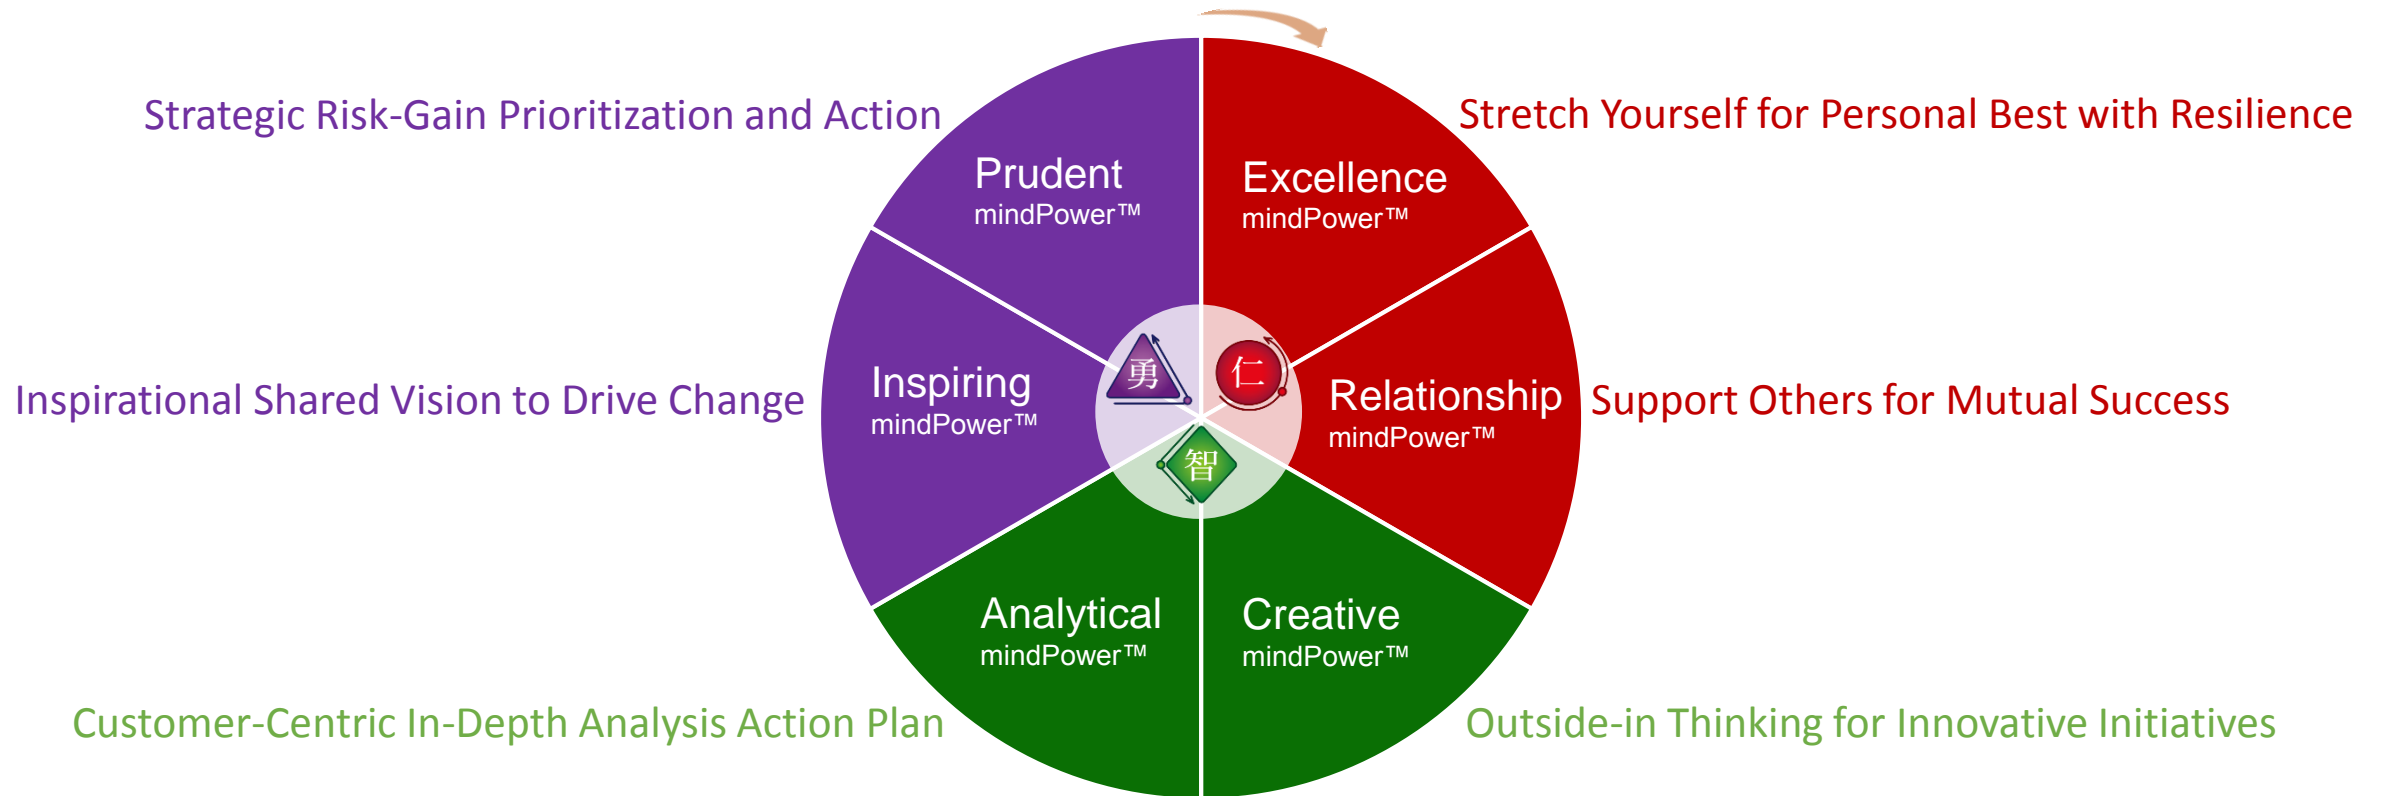 Strategic Risk-Gain Prioritization and Action
Stretch Yourself for Personal Best with Resilience
Prudent
mindPower™
Excellence
mindPower™
勇
仁
Inspirational Shared Vision to Drive Change
Inspiring
mindPower™
Relationship
mindPower™
Support Others for Mutual Success
智
Analytical
mindPower™
Creative
mindPower™
Customer-Centric In-Depth Analysis Action Plan
Outside-in Thinking for Innovative Initiatives